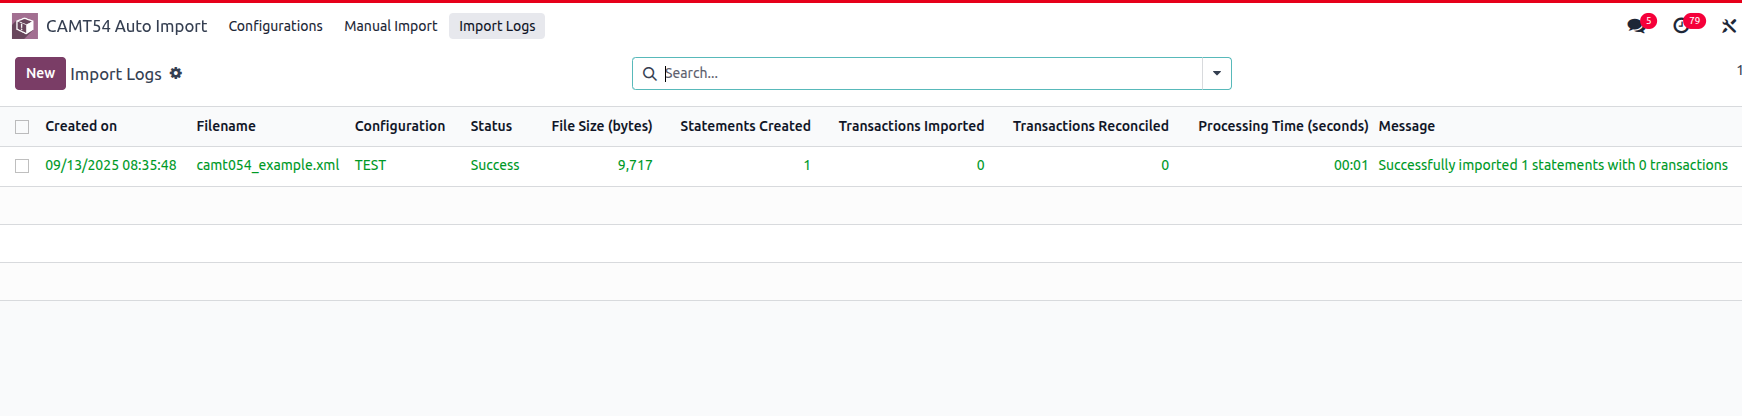 CAMT54 Auto Import Configurations Manual Import Import Logs 5 79
New Import Logs Search... 1
Created on Filename Configuration Status File Size (bytes) Statements Created Transactions Imported Transactions Reconciled Processing Time (seconds) Message
09/13/2025 08:35:48 camt054_example.xml TEST Success 9,717 1 0 0 00:01 Successfully imported 1 statements with 0 transactions